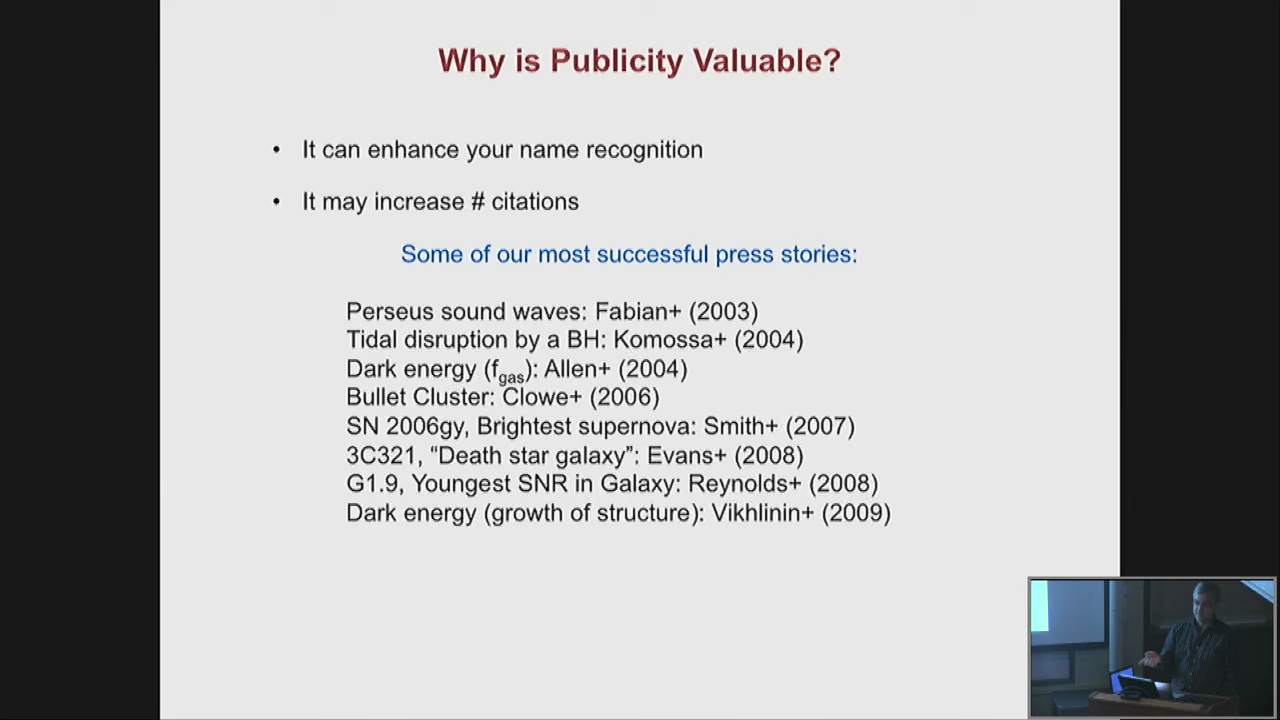 Why is Publicity Valuable?
• It can enhance your name recognition
• It may increase # citations
Some of our most successful press stories:
Perseus sound waves: Fabian+ (2003)
Tidal disruption by a BH: Komossa+ (2004)
Dark energy (fgas): Allen+ (2004)
Bullet Cluster: Clowe+ (2006)
SN 2006gy, Brightest supernova: Smith+ (2007)
3C321, “Death star galaxy”: Evans+ (2008)
G1.9, Youngest SNR in Galaxy: Reynolds+ (2008)
Dark energy (growth of structure): Vikhlinin+ (2009)